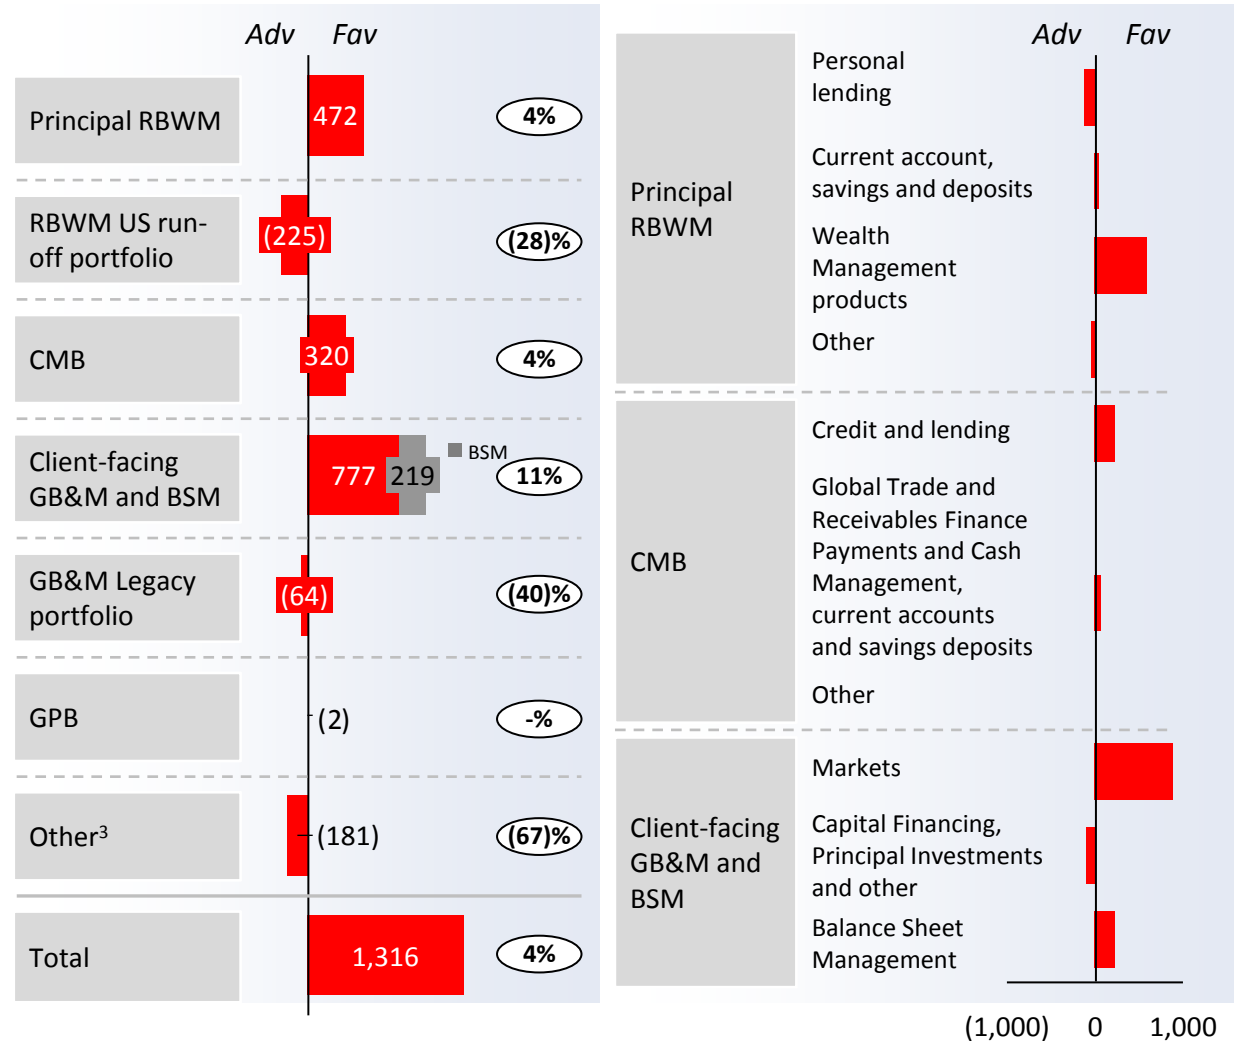 Adv Fav
Principal RBWM 472 4%
RBWM US run-
off portfolio (225) (28)%
CMB 320 4%
Client-facing
GB&M and BSM 777 219 BSM 11%
GB&M Legacy
portfolio (64) (40)%
GPB (2) -%
Other3 (181) (67)%
Total 1,316 4%
Adv Fav
Principal
RBWM
Personal
lending
Current account,
savings and deposits
Wealth
Management
products
Other
CMB
Credit and lending
Global Trade and
Receivables Finance
Payments and Cash
Management,
current accounts
and savings deposits
Other
Client-facing
GB&M and
BSM
Markets
Capital Financing,
Principal Investments
and other
Balance Sheet
Management
(1,000) 0 1,000